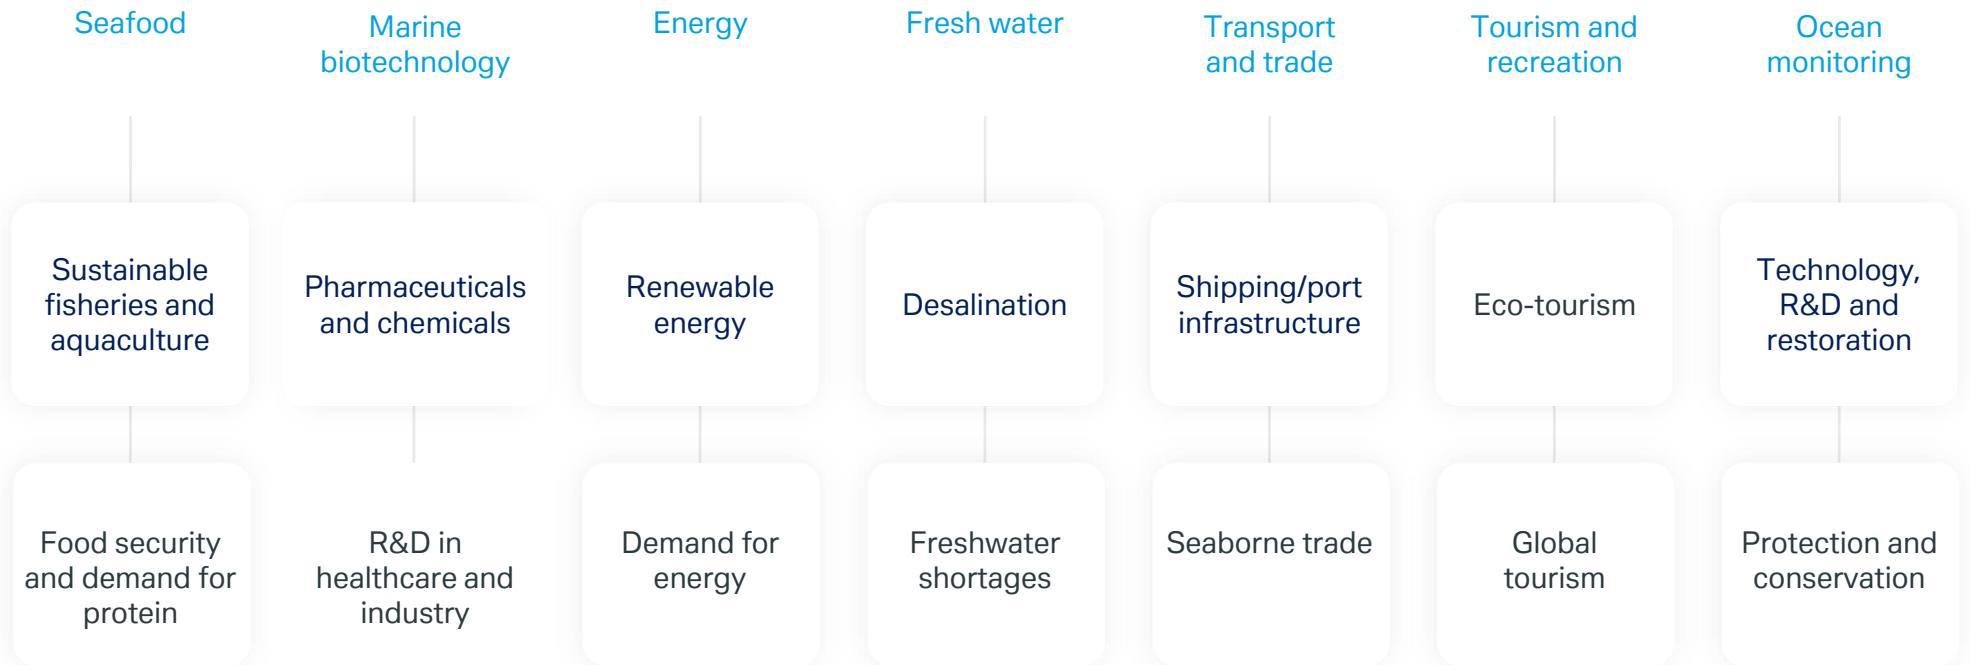 Seafood
Marine
biotechnology
Energy
Fresh water
Transport
and trade
Tourism and
recreation
Ocean
monitoring
Sustainable
fisheries and
aquaculture
Pharmaceuticals
and chemicals
Renewable
energy
Desalination
Shipping/port
infrastructure
Eco-tourism
Technology,
R&D and
restoration
Food security
and demand for
protein
R&D in
healthcare and
industry
Demand for
energy
Freshwater
shortages
Seaborne trade
Global
tourism
Protection and
conservation